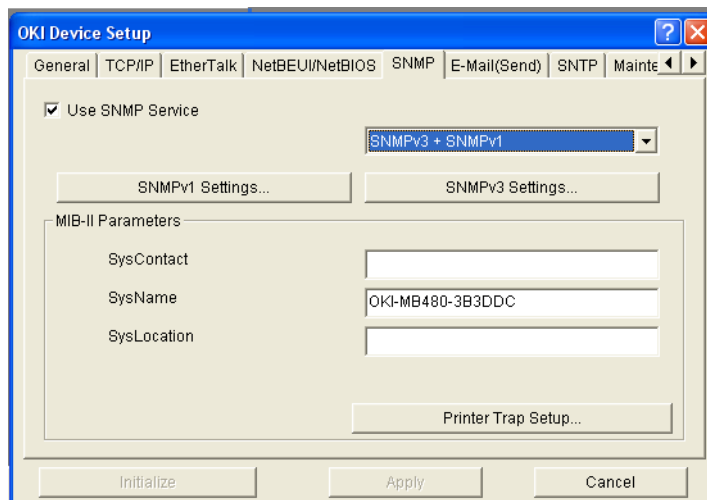 OKI Device Setup
General TCP/IP EtherTalk NetBEUI/NetBIOS SNMP E-Mail(Send) SNTP
Use SNMP Service
SNMPv3 + SNMPv1
SNMPv1 Settings... SNMPv3 Settings...
MIB-II Parameters
SysContact
SysName OKI-MB480-3B3DDC
SysLocation
Printer Trap Setup...
Initialize Apply Cancel